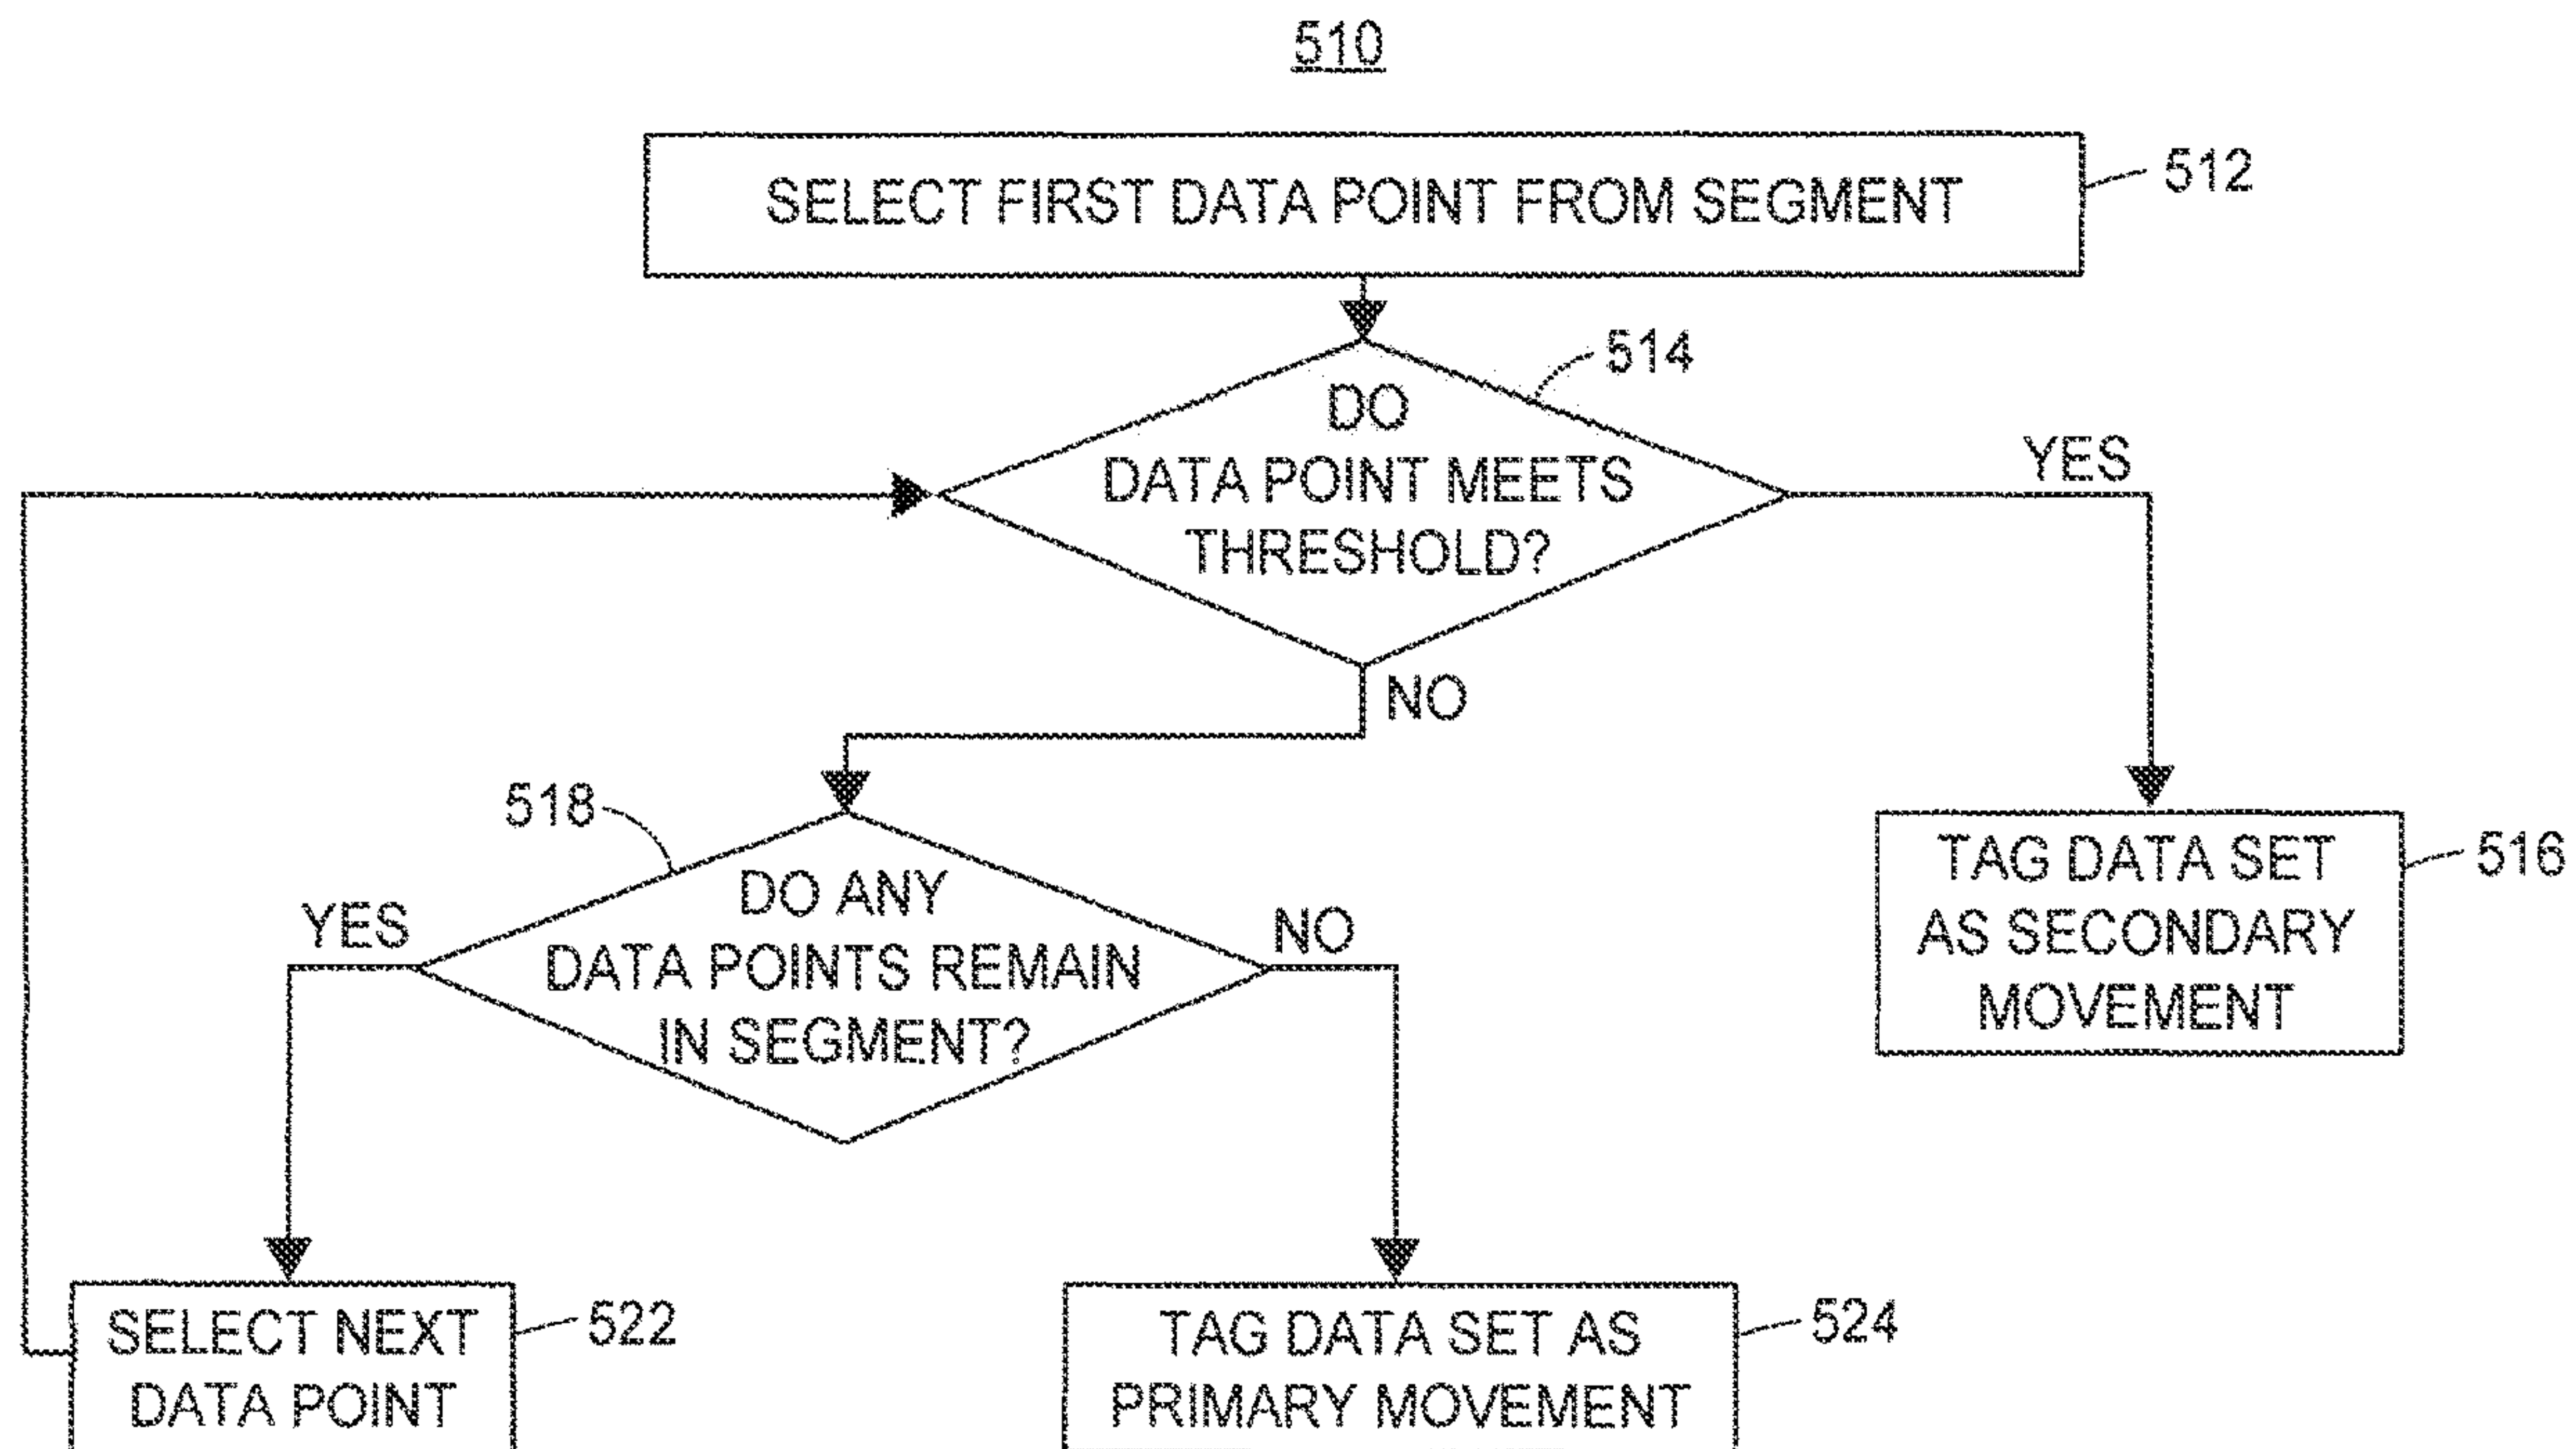 510
SELECT FIRST DATA POINT FROM SEGMENT
512
514
DO
DATA POINT MEETS
THRESHOLD?
YES
NO
518
DO ANY
DATA POINTS REMAIN
IN SEGMENT?
YES
NO
TAG DATA SET
AS SECONDARY
MOVEMENT
516
SELECT NEXT
DATA POINT
522
TAG DATA SET AS
PRIMARY MOVEMENT
524